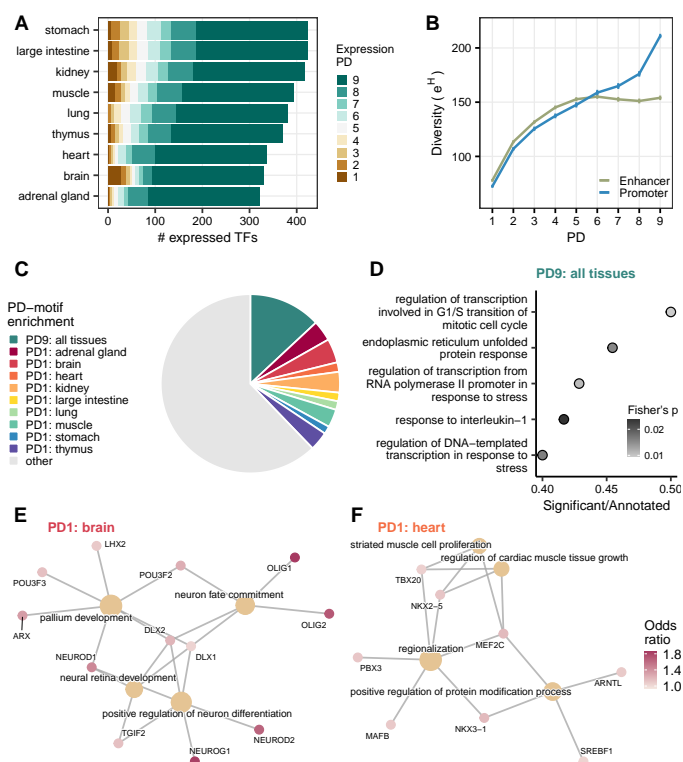 A
stomach
large intestine
kidney
muscle
lung
thymus
heart
brain
adrenal gland
0 100 200 300 400
# expressed TFs
Expression
PD
9
8
7
6
5
4
3
2
1
B
Diversity ( e^H )
200
150
100
Enhancer
Promoter
1 2 3 4 5 6 7 8 9
PD
C
PD−motif
enrichment
PD9: all tissues
PD1: adrenal gland
PD1: brain
PD1: heart
PD1: kidney
PD1: large intestine
PD1: lung
PD1: muscle
PD1: stomach
PD1: thymus
other
D
PD9: all tissues
regulation of transcription
involved in G1/S transition of
mitotic cell cycle
endoplasmic reticulum unfolded
protein response
regulation of transcription from
RNA polymerase II promoter in
response to stress
response to interleukin−1
regulation of DNA−templated
transcription in response to
stress
Fisher's p
0.02
0.01
0.40 0.45 0.50
Significant/Annotated
E
PD1: brain
LHX2
POU3F3
POU3F2
OLIG1
neuron fate commitment
pallium development
OLIG2
ARX
DLX2
NEUROD1
DLX1
neural retina development
positive regulation of neuron differentiation
TGIF2
NEUROD2
NEUROG1
F
PD1: heart
striated muscle cell proliferation
regulation of cardiac muscle tissue growth
TBX20
NKX2−5
MEF2C
regionalization
PBX3
positive regulation of protein modification process
ARNTL
MAFB
NKX3−1
SREBF1
Odds
ratio
1.8
1.4
1.0